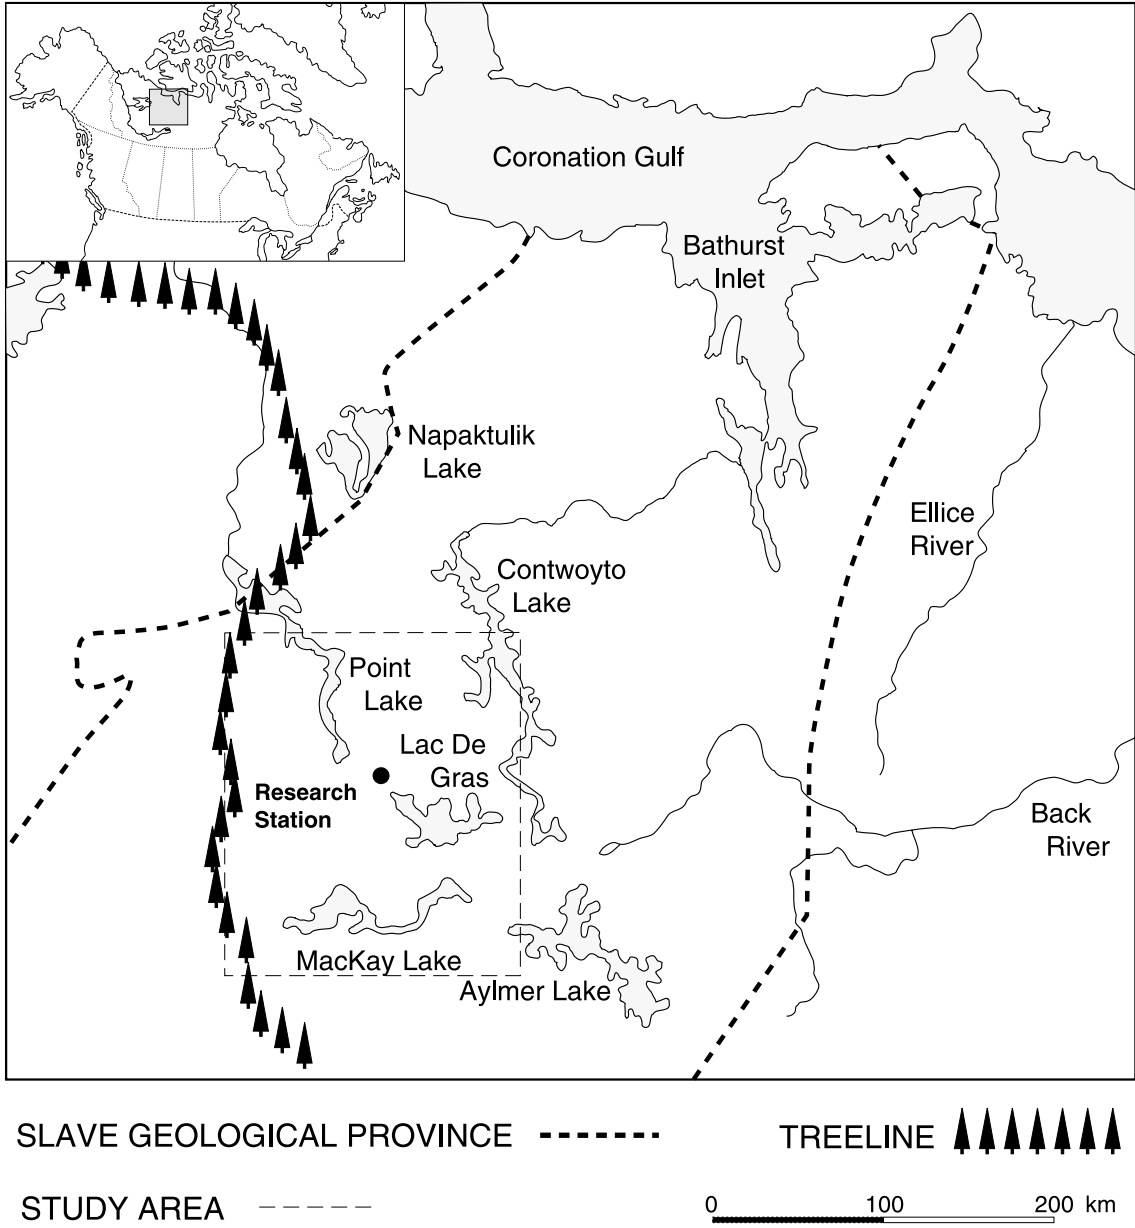 Coronation Gulf
Bathurst
Inlet
Napaktulik
Lake
Ellice
River
Contwoyto
Lake
Point
Lake
Lac De
Gras
Research
Station
Back
River
MacKay Lake
Aylmer Lake
SLAVE GEOLOGICAL PROVINCE
TREELINE
STUDY AREA
0 100 200 km